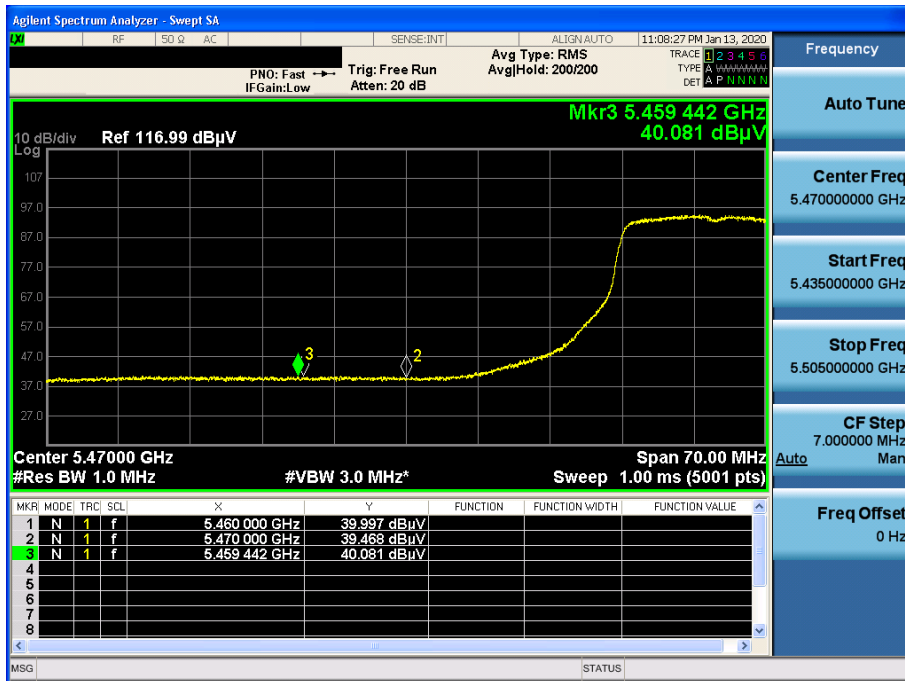 Agilent Spectrum Analyzer - Swept SA
LXI RF 50 Ω AC SENSE:INT ALIGN AUTO 11:08:27 PM Jan 13, 2020
PNO: Fast
IFGain:Low
Trig: Free Run
Atten: 20 dB
Avg Type: RMS
Avg|Hold: 200/200
TRACE 1 2 3 4 5 6
TYPE A WWWWW
DET A P N N N N
Frequency
Auto Tune
Mkr3 5.459 442 GHz
40.081 dBµV
10 dB/div Ref 116.99 dBµV
Log
107
97.0
87.0
77.0
67.0
57.0
47.0
37.0
27.0
3
2
Center 5.47000 GHz Span 70.00 MHz
#Res BW 1.0 MHz #VBW 3.0 MHz* Sweep 1.00 ms (5001 pts)
Center Freq
5.470000000 GHz
Start Freq
5.435000000 GHz
Stop Freq
5.505000000 GHz
CF Step
7.000000 MHz
Auto Man
Freq Offset
0 Hz
MKR MODE TRC SCL X Y FUNCTION FUNCTION WIDTH FUNCTION VALUE
1 N 1 f 5.460 000 GHz 39.997 dBµV
2 N 1 f 5.470 000 GHz 39.468 dBµV
3 N 1 f 5.459 442 GHz 40.081 dBµV
4
5
6
7
8
MSG STATUS